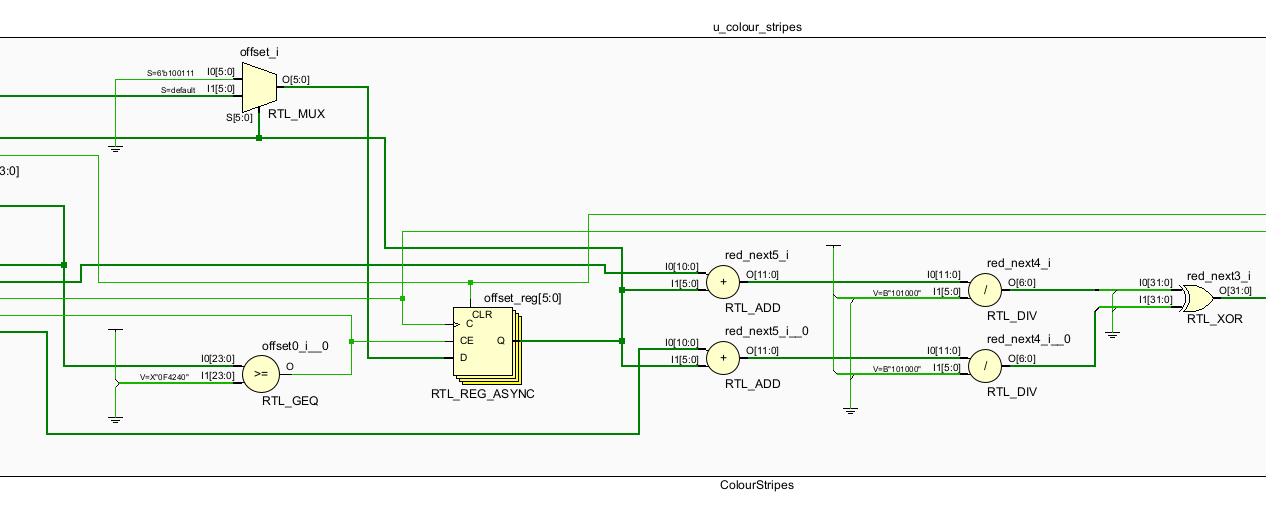 u_colour_stripes
offset_i
S=6'b100111 I0[5:0]
O[5:0]
S=default I1[5:0]
S[5:0]
RTL_MUX
3:0]
red_next5_i
I0[10:0]
O[11:0]
I1[5:0]
+
RTL_ADD
red_next4_i
I0[11:0]
O[6:0]
V=B"101000" I1[5:0]
/
RTL_DIV
red_next3_i
I0[31:0]
O[31:0]
I1[31:0]
RTL_XOR
offset_reg[5:0]
CLR
C
CE
Q
D
RTL_REG_ASYNC
red_next5_i__0
I0[10:0]
O[11:0]
I1[5:0]
+
RTL_ADD
red_next4_i__0
I0[11:0]
O[6:0]
V=B"101000" I1[5:0]
/
RTL_DIV
offset0_i__0
I0[23:0]
O
V=X"0F4240" I1[23:0]
>=
RTL_GEQ
ColourStripes